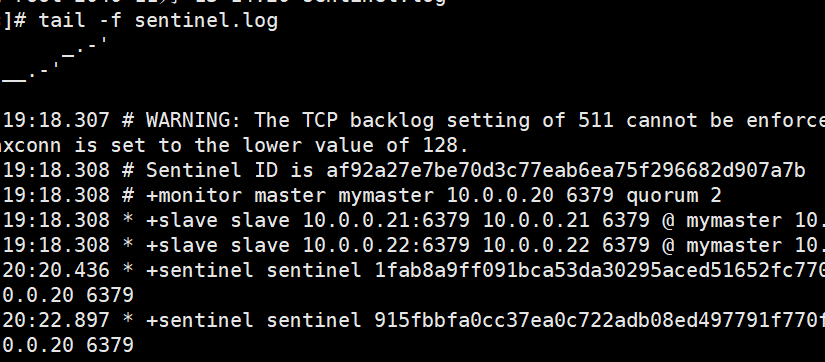 ]# tail -f sentinel.log
_.-'
__.-'
19:18.307 # WARNING: The TCP backlog setting of 511 cannot be enforce
axconn is set to the lower value of 128.
19:18.308 # Sentinel ID is af92a27e7be70d3c77eab6ea75f296682d907a7b
19:18.308 # +monitor master mymaster 10.0.0.20 6379 quorum 2
19:18.308 * +slave slave 10.0.0.21:6379 10.0.0.21 6379 @ mymaster 10.
19:18.308 * +slave slave 10.0.0.22:6379 10.0.0.22 6379 @ mymaster 10.
20:20.436 * +sentinel sentinel 1fab8a9ff091bca53da30295aced51652fc770
0.0.20 6379
20:22.897 * +sentinel sentinel 915fbbfa0cc37ea0c722adb08ed497791f770f
0.0.20 6379